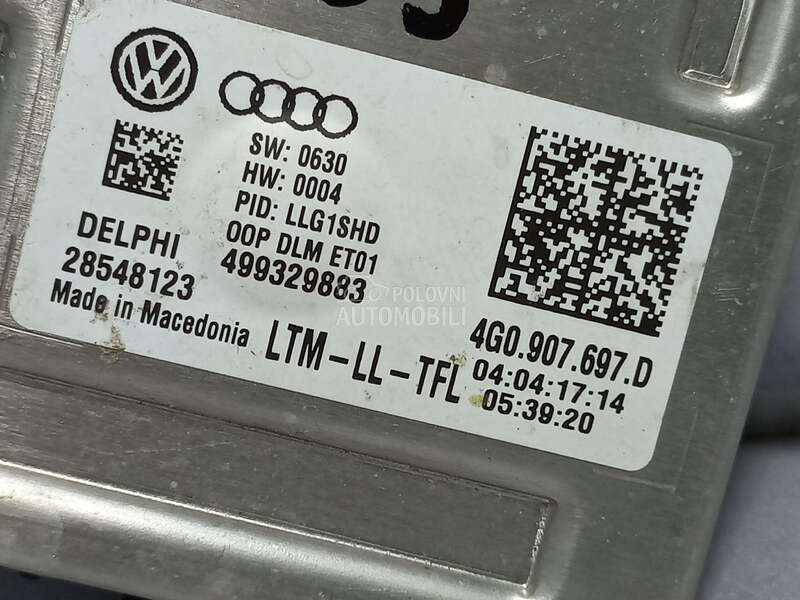 SW: 0630
HW: 0004
PID: LLG1SHD
00P DLM ET01
499329883
DELPHI
28548123
Made in Macedonia
LTM-LL-TFL
4G0.907.697.D
04:04:17:14
05:39:20
POLOVNI
AUTOMOBILI